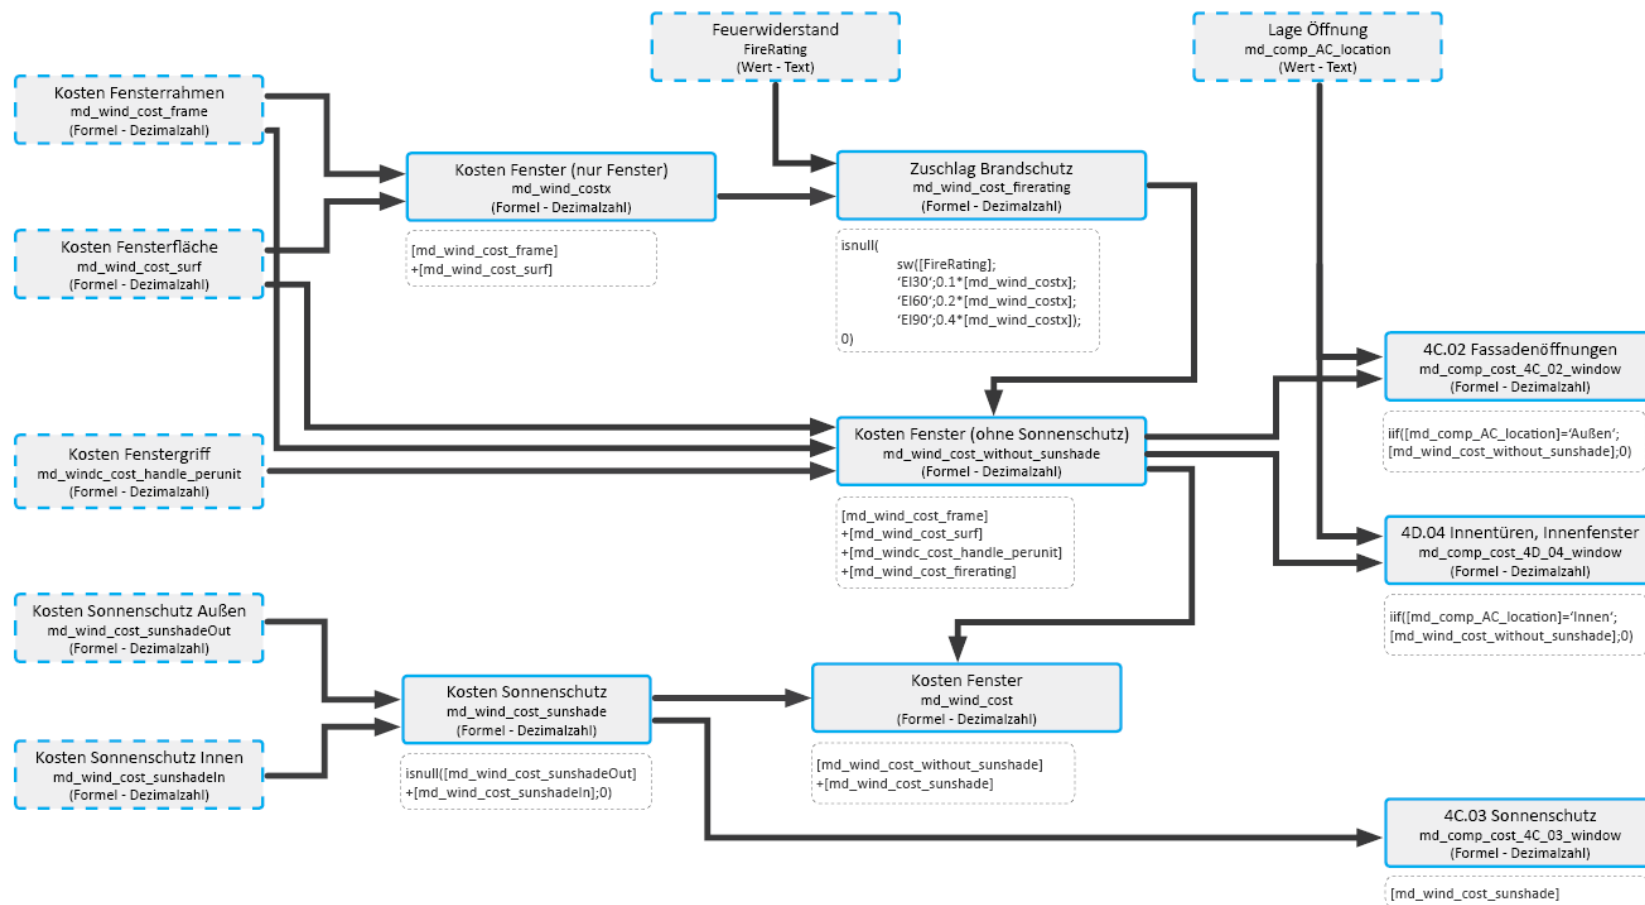 Feuerwiderstand
FireRating
(Wert - Text)
Lage Öffnung
md_comp_AC_location
(Wert - Text)
Kosten Fensterrahmen
md_wind_cost_frame
(Formel - Dezimalzahl)
Kosten Fenster (nur Fenster)
md_wind_costx
(Formel - Dezimalzahl)
[md_wind_cost_frame]
+[md_wind_cost_surf]
Zuschlag Brandschutz
md_wind_cost_firerating
(Formel - Dezimalzahl)
isnull(
sw([FireRating];
‘EI30‘;0.1*[md_wind_costx];
‘EI60‘;0.2*[md_wind_costx];
‘EI90‘;0.4*[md_wind_costx]);
0)
Kosten Fensterfläche
md_wind_cost_surf
(Formel - Dezimalzahl)
4C.02 Fassadenöffnungen
md_comp_cost_4C_02_window
(Formel - Dezimalzahl)
iif([md_comp_AC_location]=‘Außen‘;
[md_wind_cost_without_sunshade];0)
Kosten Fenstergriff
md_windc_cost_handle_perunit
(Formel - Dezimalzahl)
Kosten Fenster (ohne Sonnenschutz)
md_wind_cost_without_sunshade
(Formel - Dezimalzahl)
[md_wind_cost_frame]
+[md_wind_cost_surf]
+[md_windc_cost_handle_perunit]
+[md_wind_cost_firerating]
4D.04 Innentüren, Innenfenster
md_comp_cost_4D_04_window
(Formel - Dezimalzahl)
iif([md_comp_AC_location]=‘Innen‘;
[md_wind_cost_without_sunshade];0)
Kosten Sonnenschutz Außen
md_wind_cost_sunshadeOut
(Formel - Dezimalzahl)
Kosten Sonnenschutz
md_wind_cost_sunshade
(Formel - Dezimalzahl)
isnull([md_wind_cost_sunshadeOut]
+[md_wind_cost_sunshadeIn];0)
Kosten Fenster
md_wind_cost
(Formel - Dezimalzahl)
[md_wind_cost_without_sunshade]
+[md_wind_cost_sunshade]
Kosten Sonnenschutz Innen
md_wind_cost_sunshadeIn
(Formel - Dezimalzahl)
4C.03 Sonnenschutz
md_comp_cost_4C_03_window
(Formel - Dezimalzahl)
[md_wind_cost_sunshade]